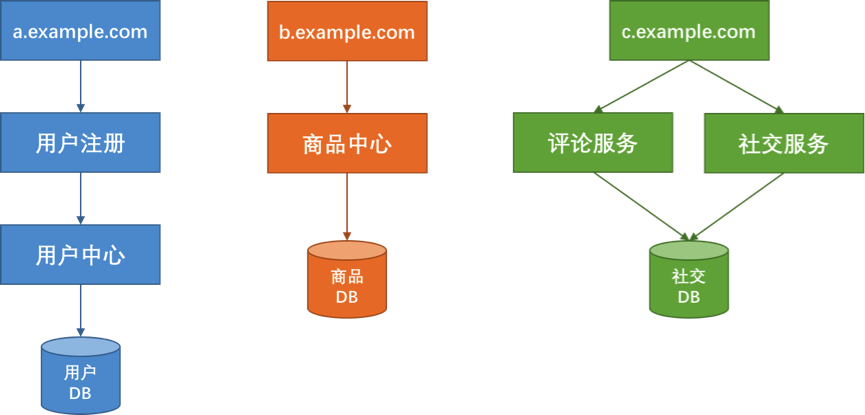 a.example.com
b.example.com
c.example.com
用户注册
商品中心
评论服务
社交服务
用户中心
商品
DB
社交
DB
用户
DB